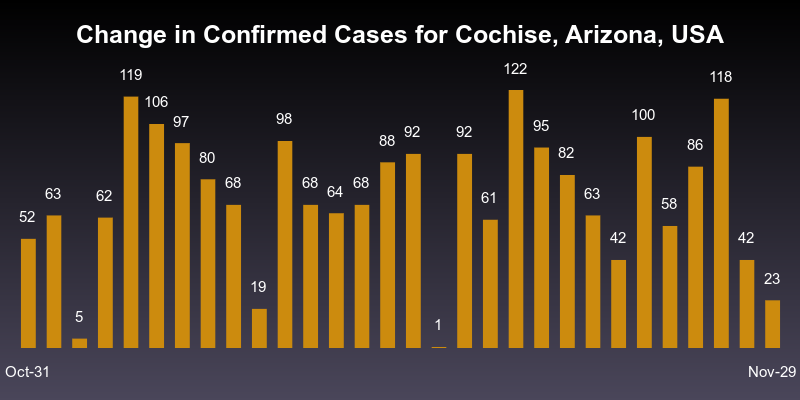 Change in Confirmed Cases for Cochise, Arizona, USA
52 63 5 62 119 106 97 80 68 19 98 68 64 68 88 92 1 92 61 122 95 82 63 42 100 58 86 118 42 23
Oct-31 Nov-29